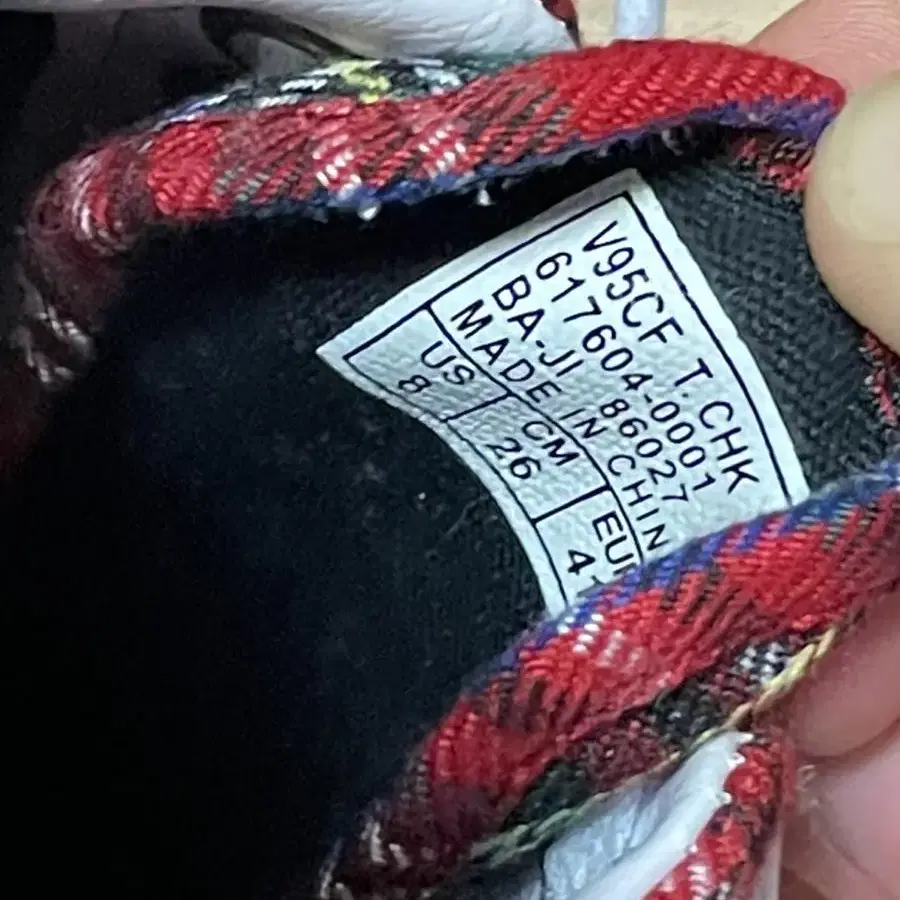 V95CF T.CHK
617604-0001
BA-JI 86027
MADE IN CHIN
US CM EU
8 26 4